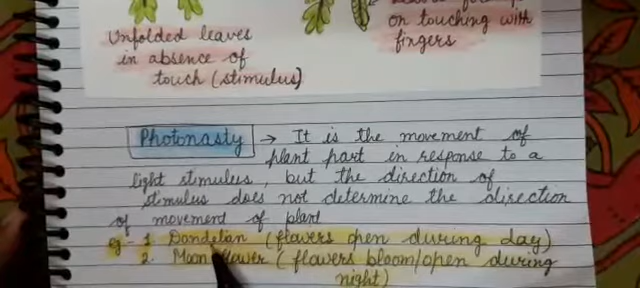 Unfolded leaves
in absence of
touch (stimulus)
on touching with
fingers
Photonasty → It is the movement of
plant part in response to a
light stimulus, but the direction of
stimulus does not determine the direction
of movement of plant
eg - 1. Dandelian (flowers open during day)
2. Moon flower (flowers bloom/open during
night)